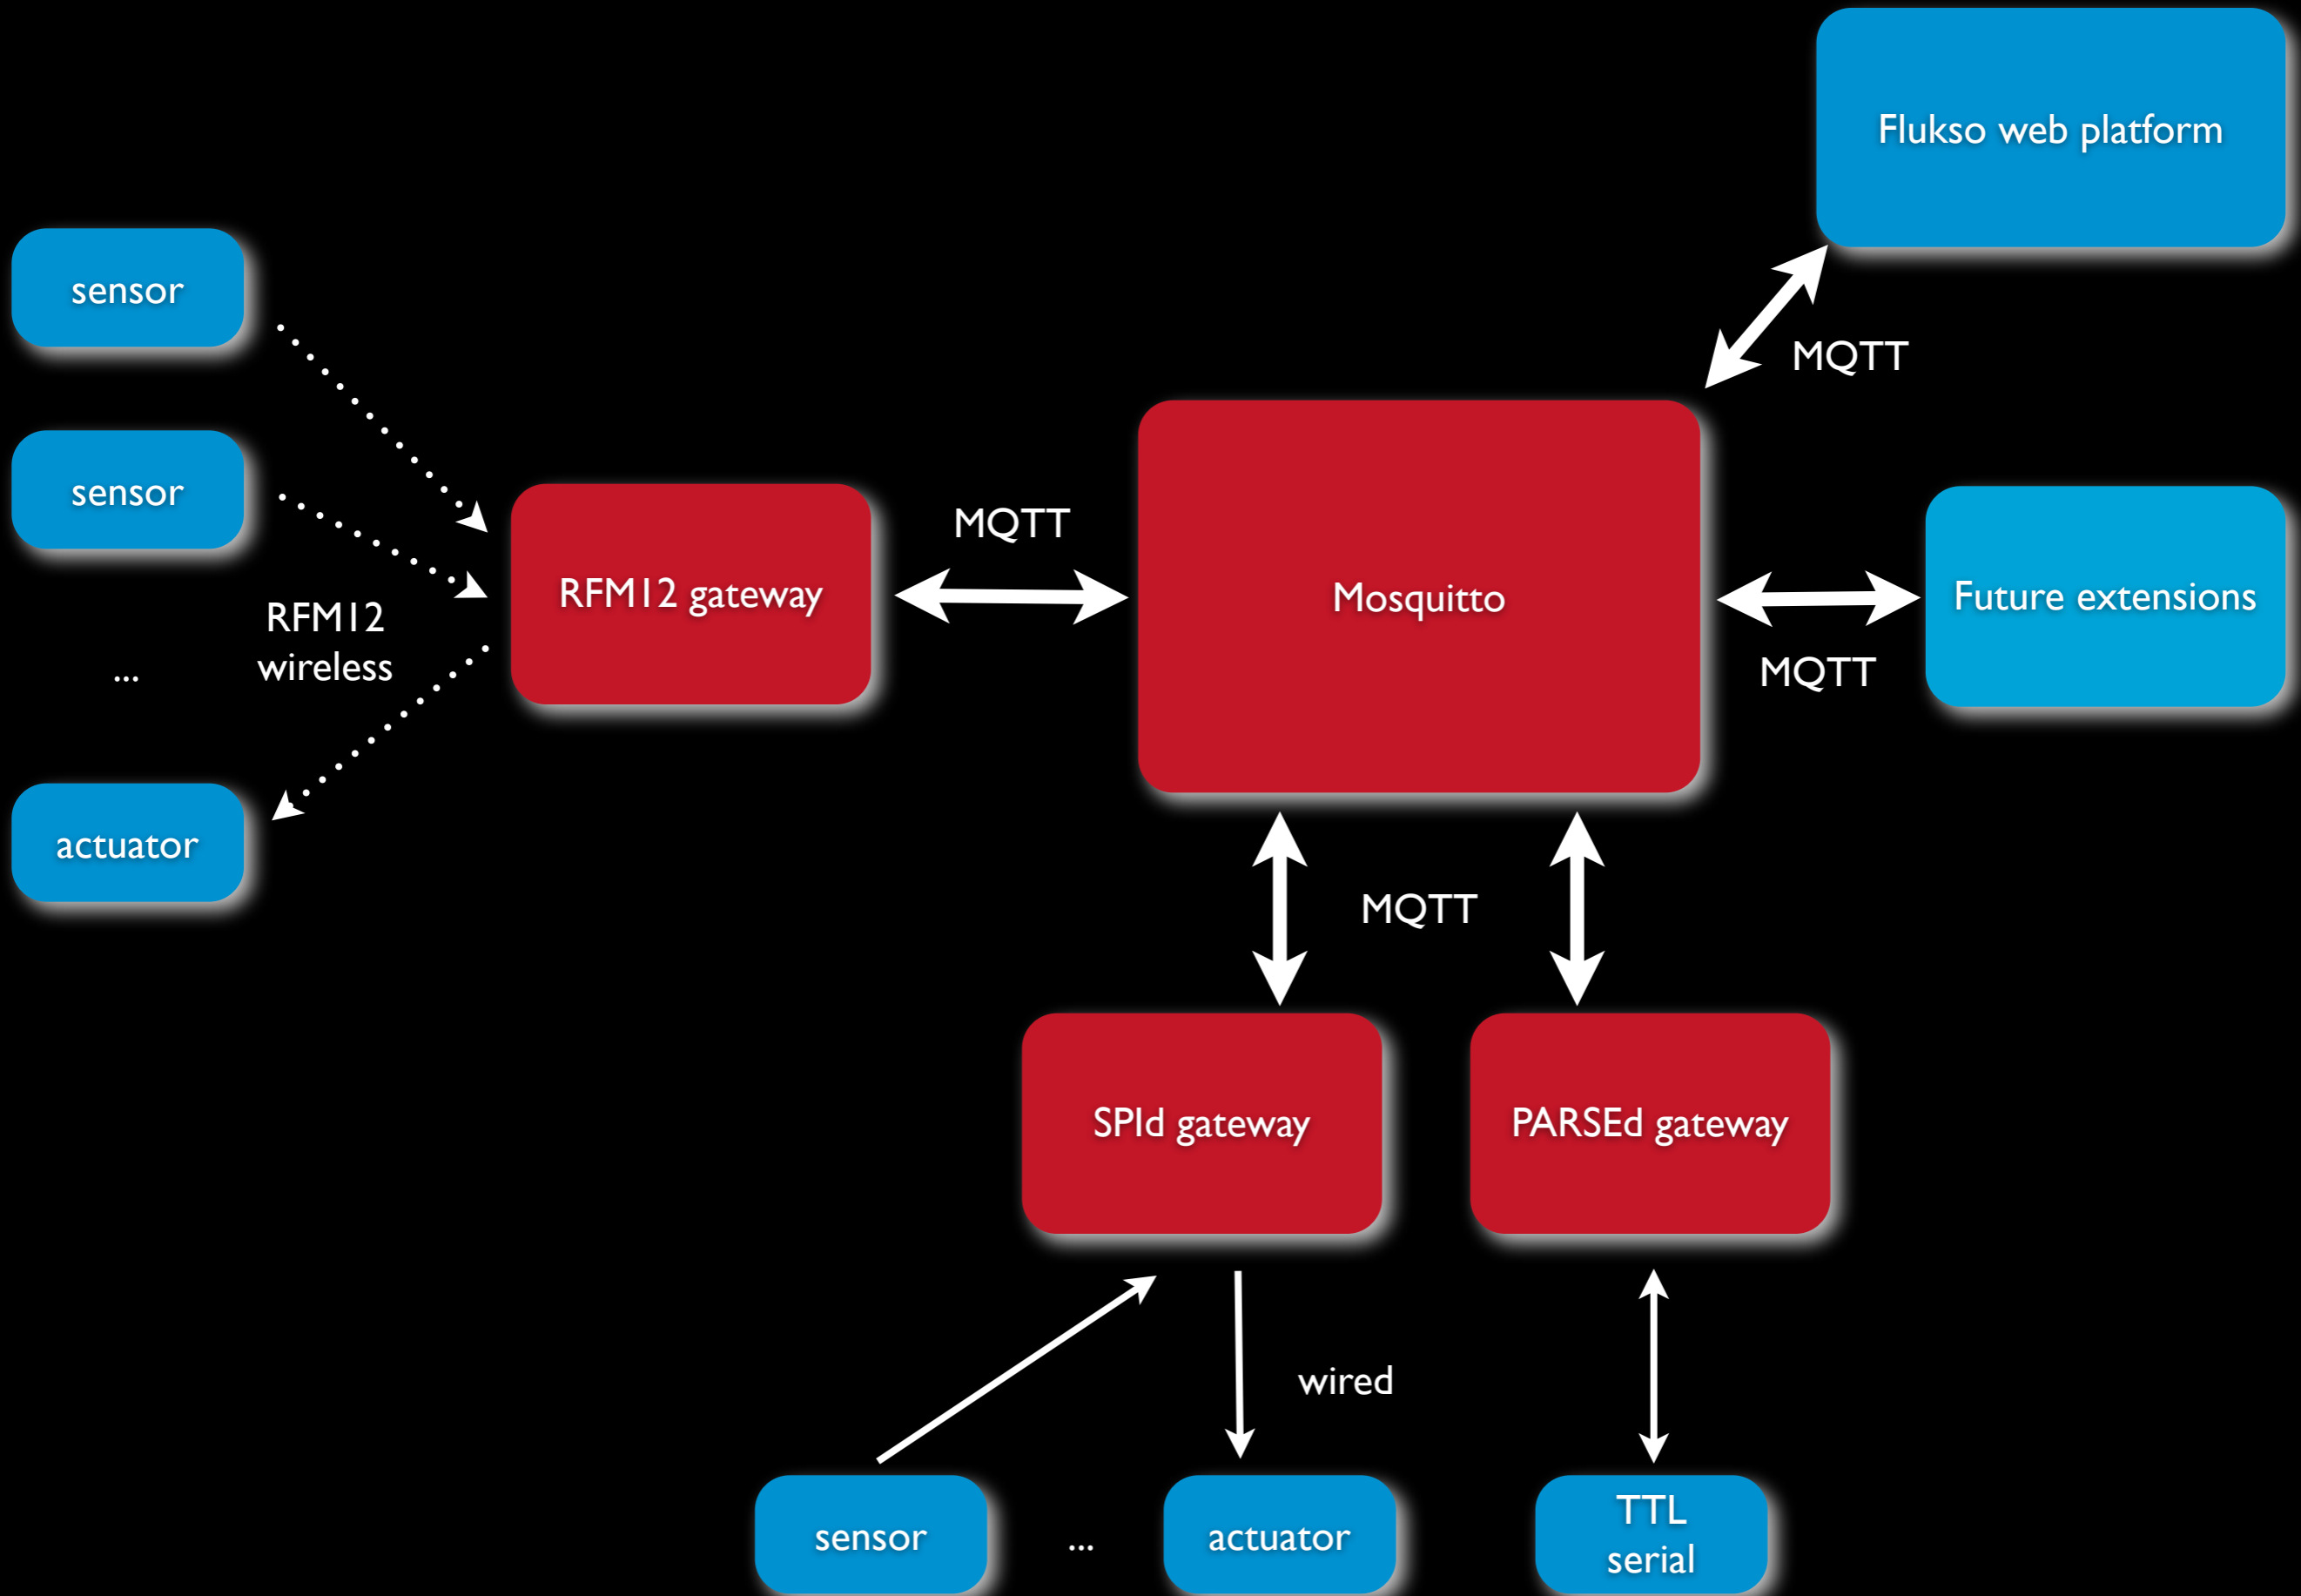 Flukso web platform
sensor
MQTT
sensor
MQTT
RFM12 gateway
Mosquitto
Future extensions
RFM12
wireless
...
MQTT
actuator
MQTT
SPId gateway
PARSEd gateway
wired
sensor
...
actuator
TTL
serial